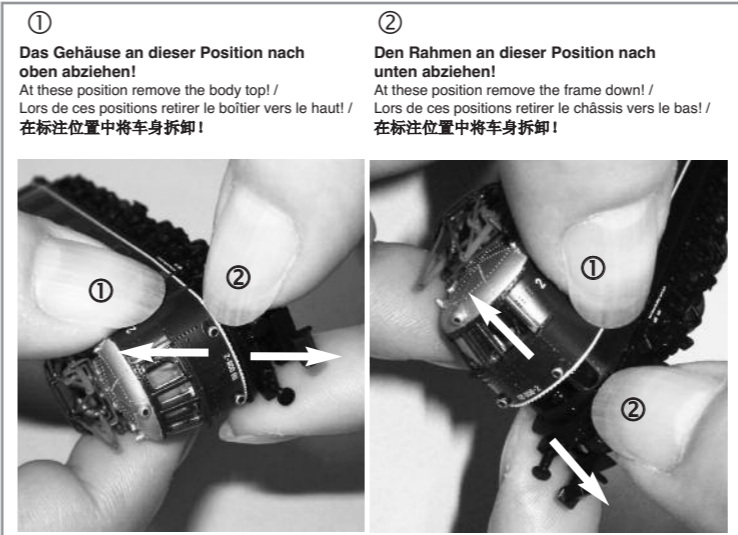 ①
Das Gehäuse an dieser Position nach
oben abziehen!
At these position remove the body top! /
Lors de ces positions retirer le boîtier vers le haut! /
在标注位置中将车身拆卸！
②
Den Rahmen an dieser Position nach
unten abziehen!
At these position remove the frame down! /
Lors de ces positions retirer le châssis vers le bas! /
在标注位置中将车身拆卸！
①
②
2
①
②
2